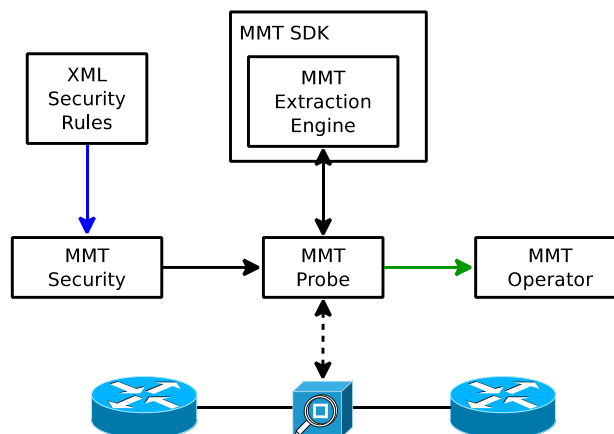 MMT SDK
XML
Security
Rules
MMT
Extraction
Engine
MMT
Security
MMT
Probe
MMT
Operator